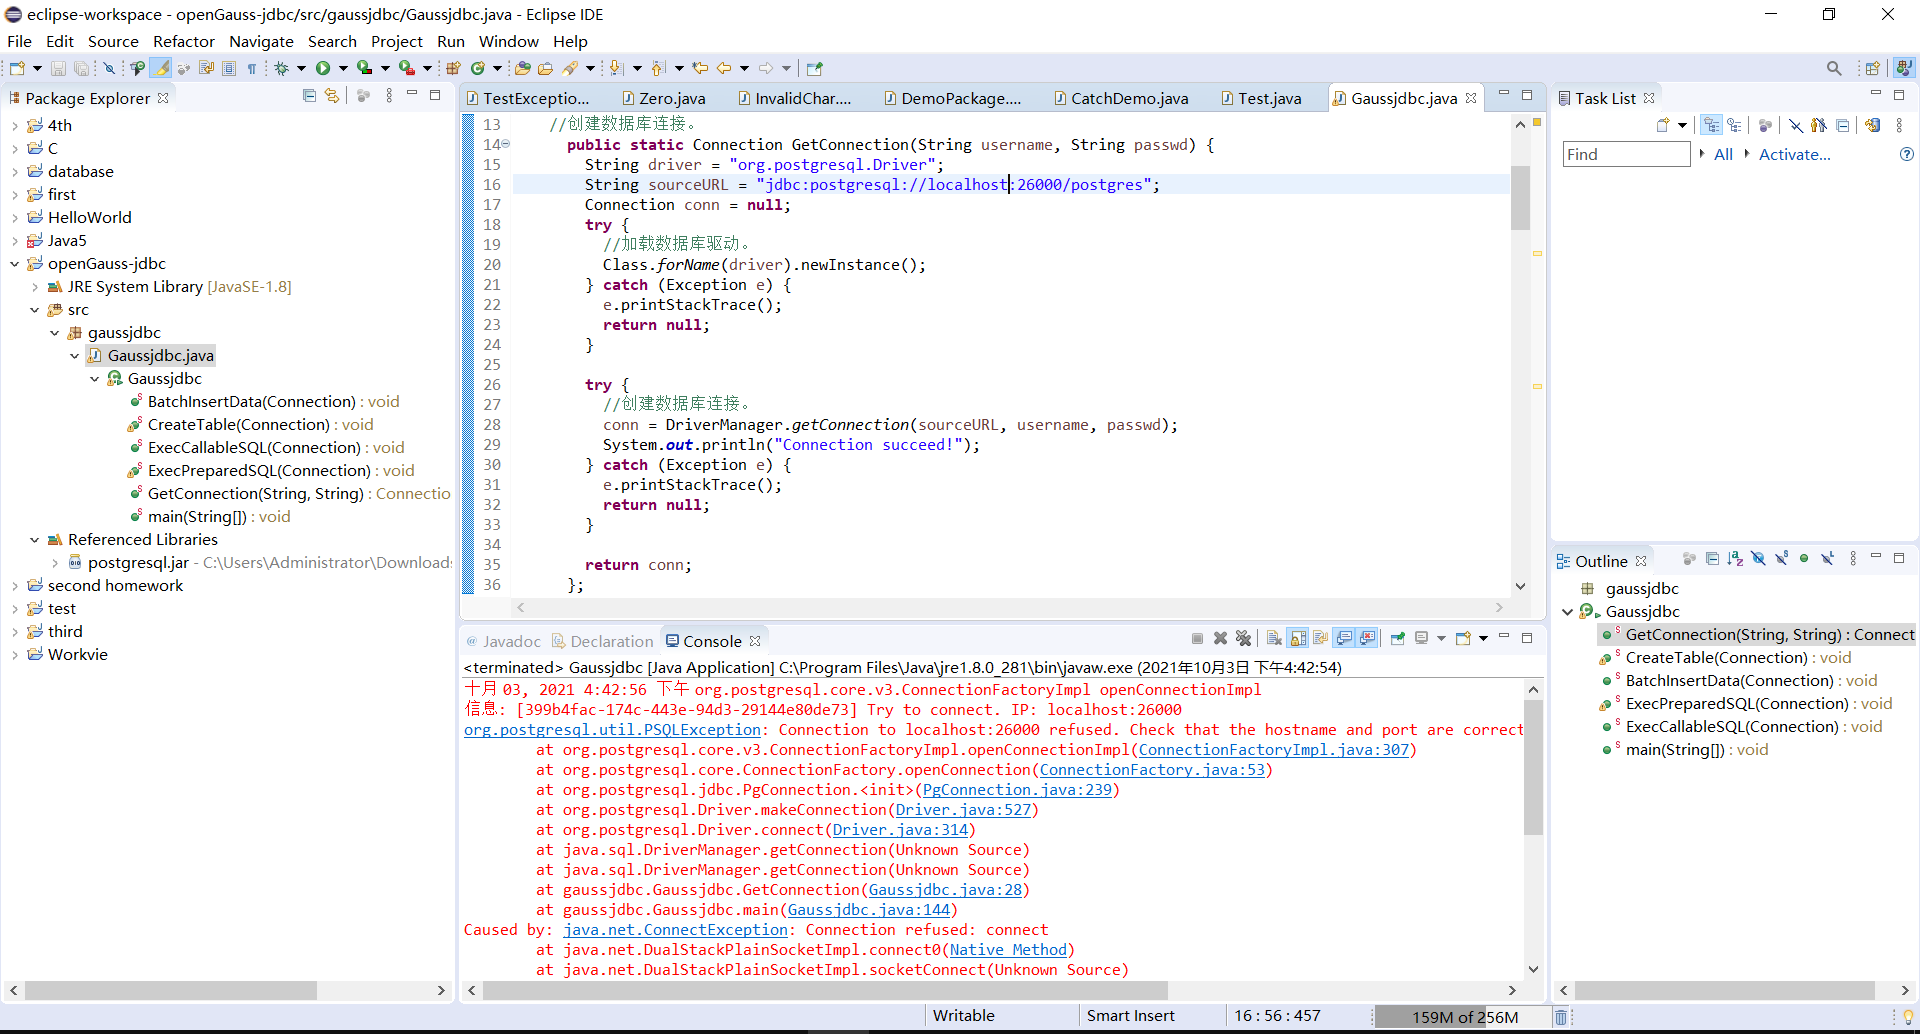 eclipse-workspace - openGauss-jdbc/src/gaussjdbc/Gaussjdbc.java - Eclipse IDE
File Edit Source Refactor Navigate Search Project Run Window Help
Package Explorer
4th
C
database
first
HelloWorld
Java5
openGauss-jdbc
JRE System Library [JavaSE-1.8]
src
gaussjdbc
Gaussjdbc.java
Gaussjdbc
BatchInsertData(Connection) : void
CreateTable(Connection) : void
ExecCallableSQL(Connection) : void
ExecPreparedSQL(Connection) : void
GetConnection(String, String) : Connectio
main(String[]) : void
Referenced Libraries
postgresql.jar - C:\Users\Administrator\Downloads
second homework
test
third
Workvie
TestExceptio... Zero.java InvalidChar.... DemoPackage.... CatchDemo.java Test.java Gaussjdbc.java
13 //创建数据库连接。
14 public static Connection GetConnection(String username, String passwd) {
15 String driver = "org.postgresql.Driver";
16 String sourceURL = "jdbc:postgresql://localhost:26000/postgres";
17 Connection conn = null;
18 try {
19 //加载数据库驱动。
20 Class.forName(driver).newInstance();
21 } catch (Exception e) {
22 e.printStackTrace();
23 return null;
24 }
25
26 try {
27 //创建数据库连接。
28 conn = DriverManager.getConnection(sourceURL, username, passwd);
29 System.out.println("Connection succeed!");
30 } catch (Exception e) {
31 e.printStackTrace();
32 return null;
33 }
34
35 return conn;
36 };
@ Javadoc Declaration Console
<terminated> Gaussjdbc [Java Application] C:\Program Files\Java\jre1.8.0_281\bin\javaw.exe (2021年10月3日 下午4:42:54)
十月 03, 2021 4:42:56 下午 org.postgresql.core.v3.ConnectionFactoryImpl openConnectionImpl
信息: [399b4fac-174c-443e-94d3-29144e80de73] Try to connect. IP: localhost:26000
org.postgresql.util.PSQLException: Connection to localhost:26000 refused. Check that the hostname and port are correct
at org.postgresql.core.v3.ConnectionFactoryImpl.openConnectionImpl(ConnectionFactoryImpl.java:307)
at org.postgresql.core.ConnectionFactory.openConnection(ConnectionFactory.java:53)
at org.postgresql.jdbc.PgConnection.<init>(PgConnection.java:239)
at org.postgresql.Driver.makeConnection(Driver.java:527)
at org.postgresql.Driver.connect(Driver.java:314)
at java.sql.DriverManager.getConnection(Unknown Source)
at java.sql.DriverManager.getConnection(Unknown Source)
at gaussjdbc.Gaussjdbc.GetConnection(Gaussjdbc.java:28)
at gaussjdbc.Gaussjdbc.main(Gaussjdbc.java:144)
Caused by: java.net.ConnectException: Connection refused: connect
at java.net.DualStackPlainSocketImpl.connect0(Native Method)
at java.net.DualStackPlainSocketImpl.socketConnect(Unknown Source)
Task List
Find All Activate...
Outline
gaussjdbc
Gaussjdbc
GetConnection(String, String) : Connect
CreateTable(Connection) : void
BatchInsertData(Connection) : void
ExecPreparedSQL(Connection) : void
ExecCallableSQL(Connection) : void
main(String[]) : void
Writable Smart Insert 16 : 56 : 457 159M of 256M